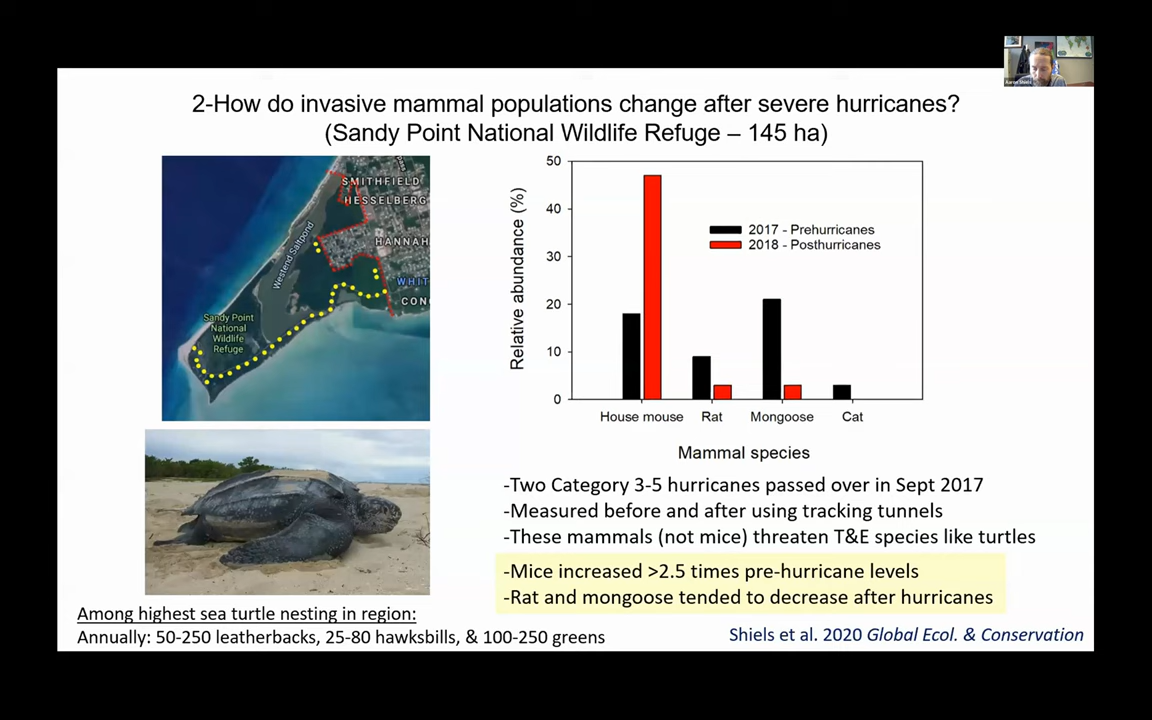 2-How do invasive mammal populations change after severe hurricanes?
(Sandy Point National Wildlife Refuge – 145 ha)
SMITHFIELD
HESSELBERG
HANNAH
WHIT
CON
Westend Saltpond
Sandy Point
National
Wildlife
Refuge
Relative abundance (%)
50
40
30
20
10
0
2017 - Prehurricanes
2018 - Posthurricanes
House mouse Rat Mongoose Cat
Mammal species
-Two Category 3-5 hurricanes passed over in Sept 2017
-Measured before and after using tracking tunnels
-These mammals (not mice) threaten T&E species like turtles
-Mice increased >2.5 times pre-hurricane levels
-Rat and mongoose tended to decrease after hurricanes
Among highest sea turtle nesting in region:
Annually: 50-250 leatherbacks, 25-80 hawksbills, & 100-250 greens
Shiels et al. 2020 Global Ecol. & Conservation